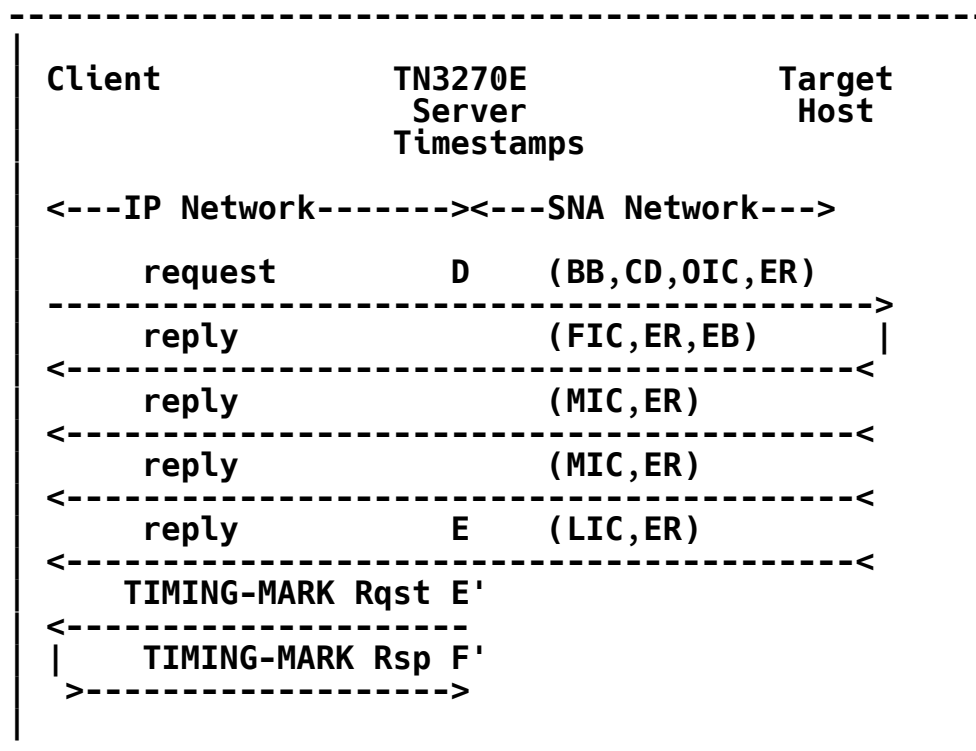 Client TN3270E Target
Server Host
Timestamps
<---IP Network-------><---SNA Network--->
request D (BB,CD,OIC,ER)
------------------------------------------->
reply (FIC,ER,EB) |
<-----------------------------------------<
reply (MIC,ER)
<-----------------------------------------<
reply (MIC,ER)
<-----------------------------------------<
reply E (LIC,ER)
<-----------------------------------------<
TIMING-MARK Rqst E'
<---------------------
| TIMING-MARK Rsp F'
>------------------->